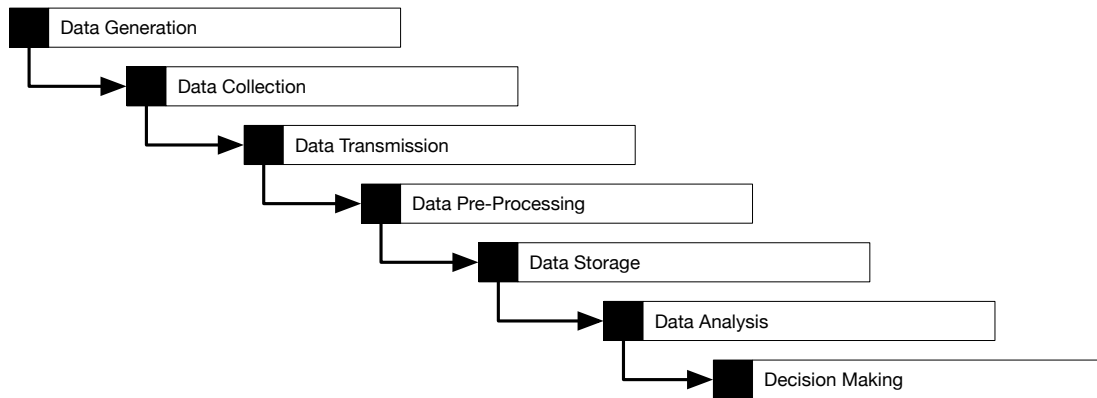 Data Generation
Data Collection
Data Transmission
Data Pre-Processing
Data Storage
Data Analysis
Decision Making